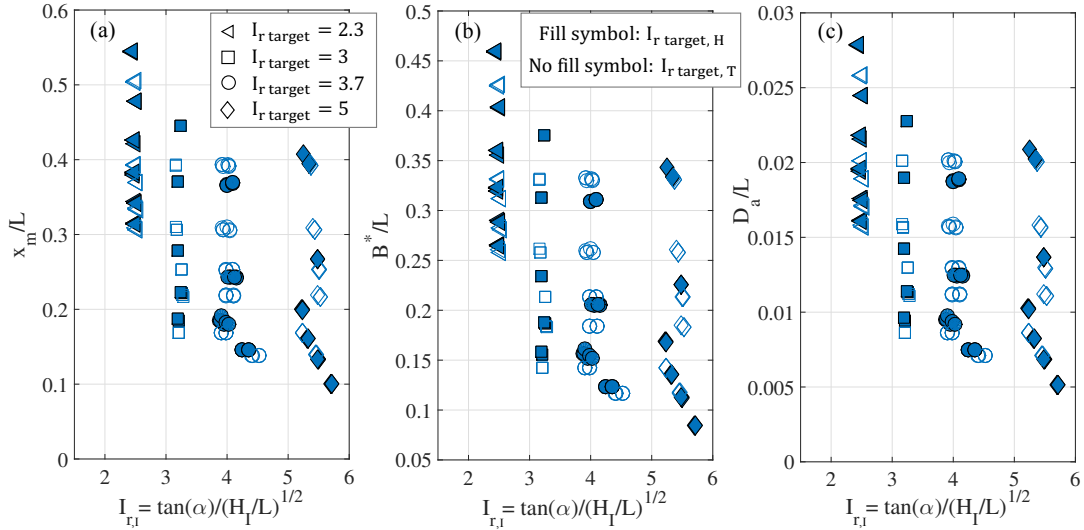 (a)
I_r target = 2.3
I_r target = 3
I_r target = 3.7
I_r target = 5
x_m/L
0.6
0.5
0.4
0.3
0.2
0.1
0
2 3 4 5 6
I_r,I = tan(α)/(H_I/L)^1/2
(b)
Fill symbol: I_r target, H
No fill symbol: I_r target, T
B*/L
0.5
0.45
0.4
0.35
0.3
0.25
0.2
0.15
0.1
0.05
2 3 4 5 6
I_r,I = tan(α)/(H_I/L)^1/2
(c)
D_a/L
0.03
0.025
0.02
0.015
0.01
0.005
0
2 3 4 5 6
I_r,I = tan(α)/(H_I/L)^1/2